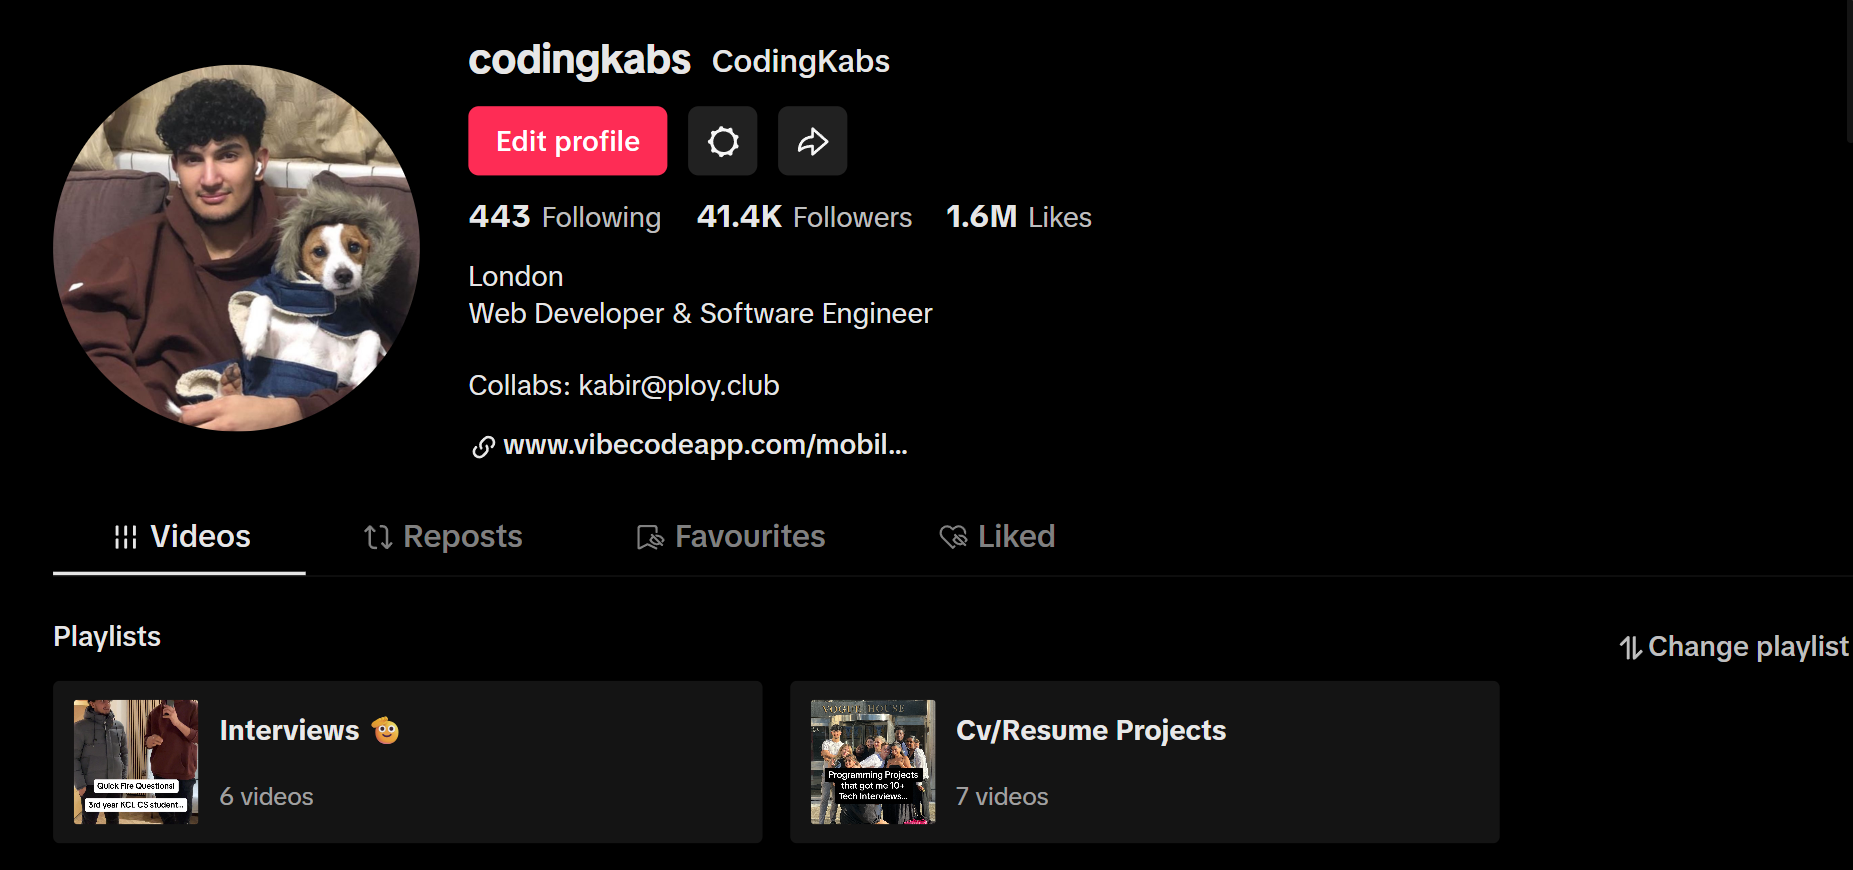 codingkabs CodingKabs
Edit profile
443 Following 41.4K Followers 1.6M Likes
London
Web Developer & Software Engineer
Collabs: kabir@ploy.club
www.vibecodeapp.com/mobil...
Videos Reposts Favourites Liked
Playlists
Change playlist
Quick Fire Questions!
3rd year KCL CS student...
Interviews
6 videos
VOGUE HOUSE
Programming Projects
that got me 10+
Tech Interviews...
Cv/Resume Projects
7 videos